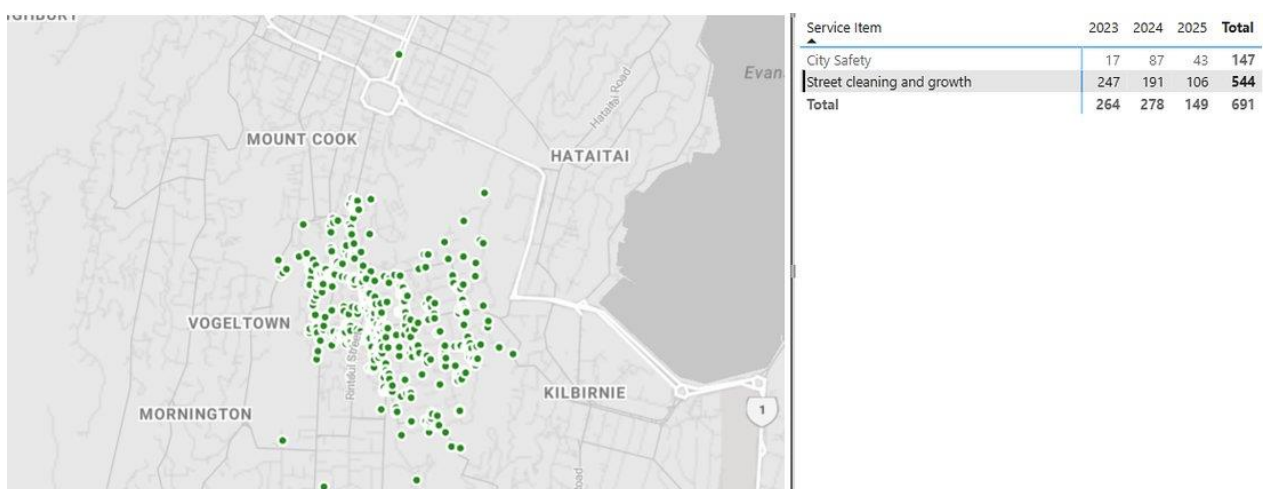 MOUNT COOK
HATAITAI
Hataitai Road
Evan
VOGELTOWN
Rintoul Street
KILBIRNIE
MORNINGTON
1
Service Item 2023 2024 2025 Total
City Safety 17 87 43 147
Street cleaning and growth 247 191 106 544
Total 264 278 149 691